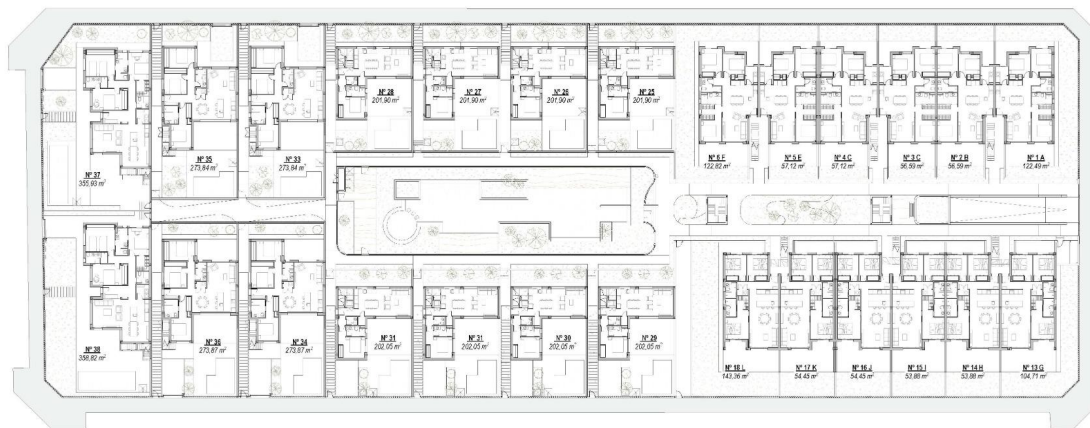 Nº 28
201,90 m²
Nº 27
201,90 m²
Nº 26
201,90 m²
Nº 25
201,90 m²
Nº 35
273,84 m²
Nº 33
273,84 m²
Nº 37
355,93 m²
Nº 6 F
122,82 m²
Nº 5 E
57,12 m²
Nº 4 C
57,12 m²
Nº 3 C
56,59 m²
Nº 2 B
56,59 m²
Nº 1 A
122,49 m²
Nº 38
358,82 m²
Nº 36
273,87 m²
Nº 34
273,87 m²
Nº 31
202,05 m²
Nº 31
202,05 m²
Nº 30
202,05 m²
Nº 29
202,05 m²
Nº 18 L
143,36 m²
Nº 17 K
54,45 m²
Nº 16 J
54,45 m²
Nº 15 I
53,88 m²
Nº 14 H
53,88 m²
Nº 13 G
104,71 m²